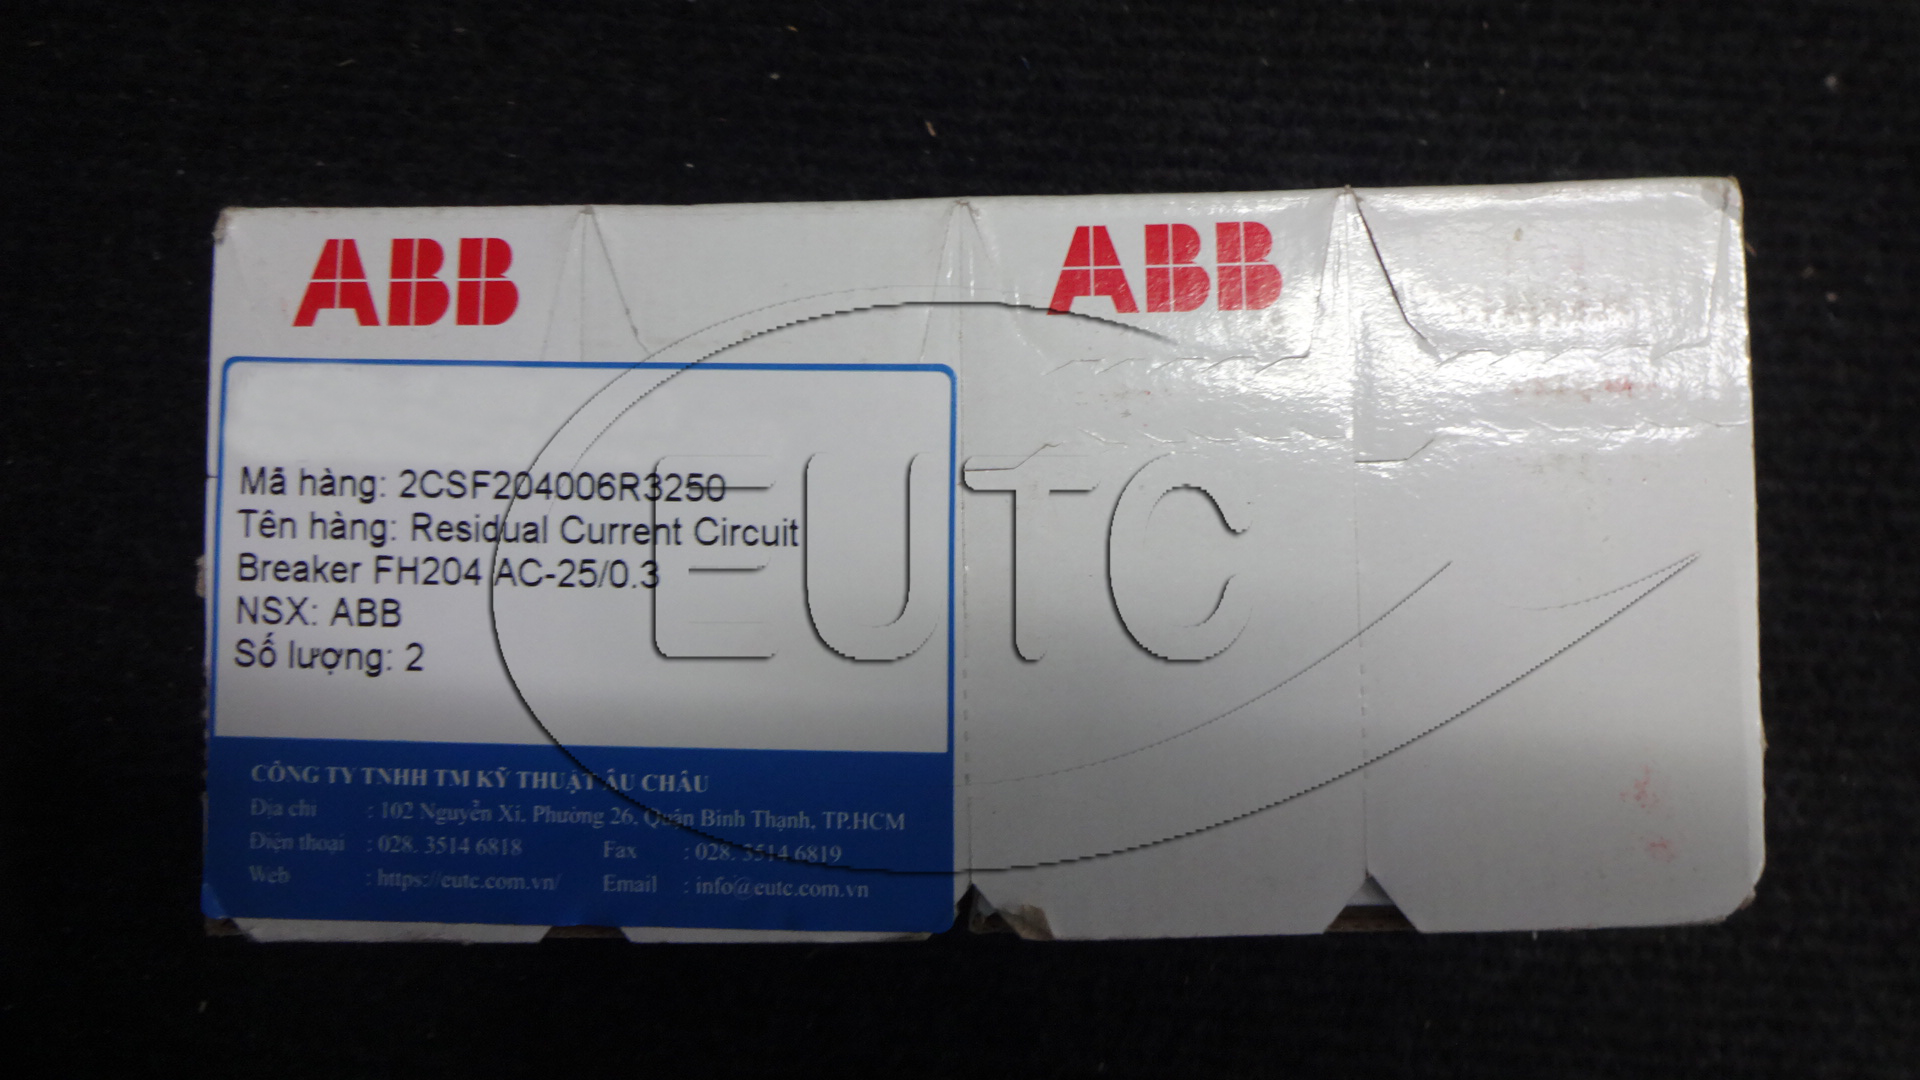 ABB
ABB
Mã hàng: 2CSF204006R3250
Tên hàng: Residual Current Circuit
Breaker FH204 AC-25/0.3
NSX: ABB
Số lượng: 2
EUTC
CÔNG TY TNHH TM KỸ THUẬT ÂU CHÂU
Địa chỉ : 102 Nguyễn Xí, Phường 26, Quận Bình Thạnh, TP.HCM
Điện thoại : 028. 3514 6818 Fax : 028. 3514 6819
Web : https://eutc.com.vn/ Email : info@eutc.com.vn